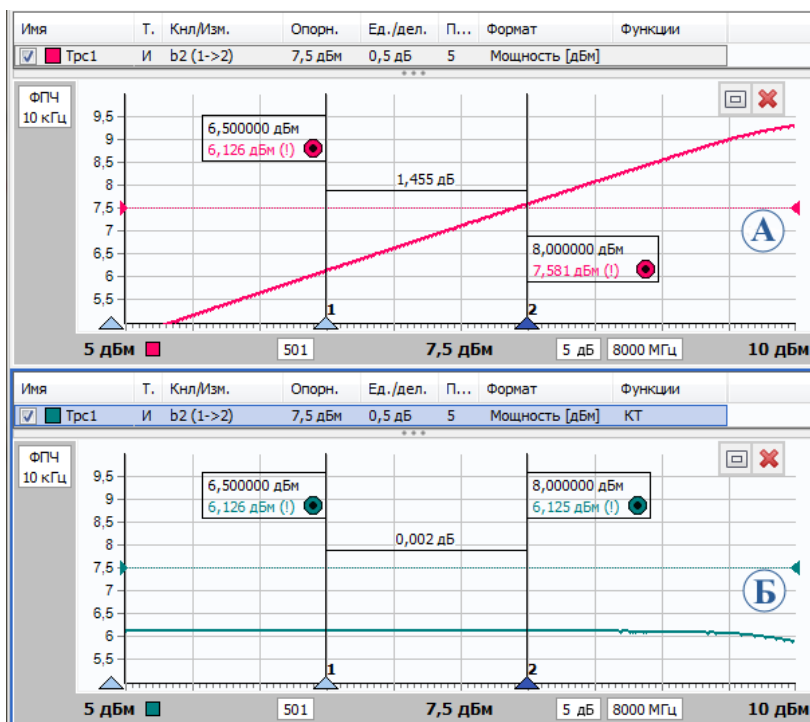 Имя Т. Кнл/Изм. Опорн. Ед./дел. П... Формат Функции
Трс1 И b2 (1->2) 7,5 дБм 0,5 дБ 5 Мощность [дБм]
ФПЧ
10 кГц
9,5
9
8,5
8
7,5
7
6,5
6
5,5
6,500000 дБм
6,126 дБм (!)
1,455 дБ
8,000000 дБм
7,581 дБм (!)
А
1 2
5 дБм 501 7,5 дБм 5 дБ 8000 МГц 10 дБм
Имя Т. Кнл/Изм. Опорн. Ед./дел. П... Формат Функции
Трс1 И b2 (1->2) 7,5 дБм 0,5 дБ 5 Мощность [дБм] КТ
ФПЧ
10 кГц
9,5
9
8,5
8
7,5
7
6,5
6
5,5
6,500000 дБм
6,126 дБм (!)
8,000000 дБм
6,125 дБм (!)
0,002 дБ
Б
1 2
5 дБм 501 7,5 дБм 5 дБ 8000 МГц 10 дБм